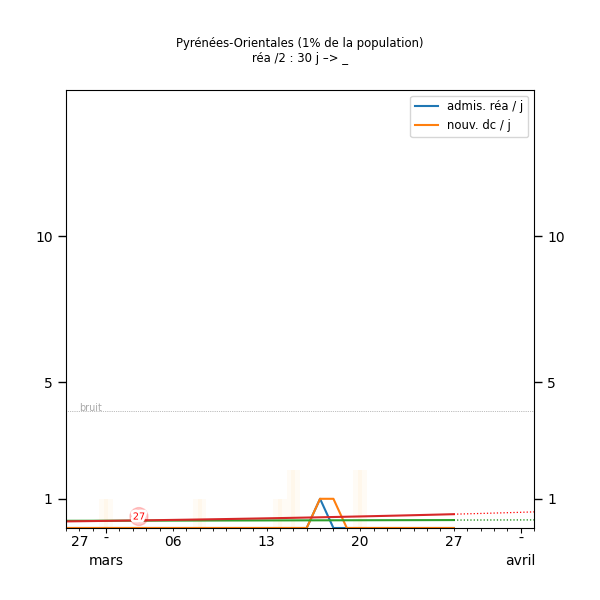 Pyrénées-Orientales (1% de la population)
réa /2 : 30 j –> _
admis. réa / j
nouv. dc / j
10 10
5 5
bruit
1 1
27
27 - 06 13 20 27 -
mars avril